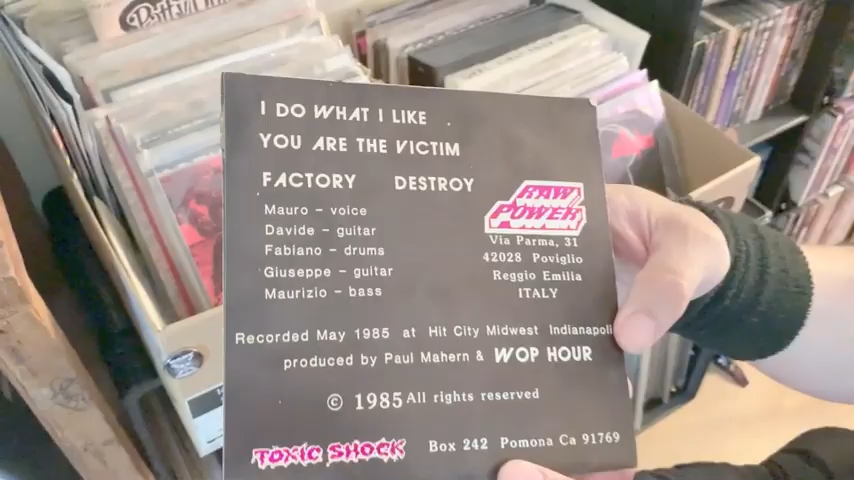 I DO WHAT I LIKE
YOU ARE THE VICTIM
FACTORY DESTROY
Mauro – voice
Davide – guitar
Fabiano – drums
Giuseppe – guitar
Maurizio – bass
RAW
POWER
Via Parma, 31
42028 Poviglio
Reggio Emilia
ITALY
Recorded May 1985 at Hit City Midwest Indianapoli
produced by Paul Mahern & WOP HOUR
© 1985 All rights reserved
TOXIC SHOCK Box 242 Pomona Ca 91769